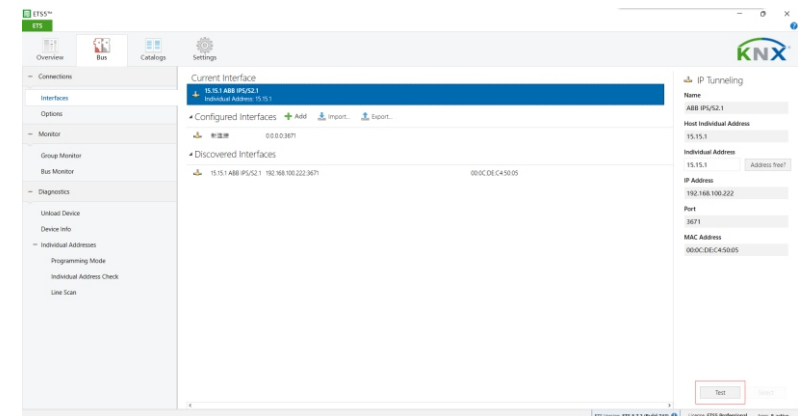 ETS5™
ETS
Overview
Bus
Catalogs
Settings
KNX
Connections
Interfaces
Options
Monitor
Group Monitor
Bus Monitor
Diagnostics
Unload Device
Device Info
Individual Addresses
Programming Mode
Individual Address Check
Line Scan
Current Interface
15.15.1 ABB IPS/S2.1
Individual Address: 15.15.1
Configured Interfaces Add Import... Export...
新连接 0.0.0.0:3671
Discovered Interfaces
15.15.1 ABB IPS/S2.1 192.168.100.222:3671 00:0C:DE:C4:50:05
IP Tunneling
Name
ABB IPS/S2.1
Host Individual Address
15.15.1
Individual Address
15.15.1 Address free?
IP Address
192.168.100.222
Port
3671
MAC Address
00:0C:DE:C4:50:05
Test Select